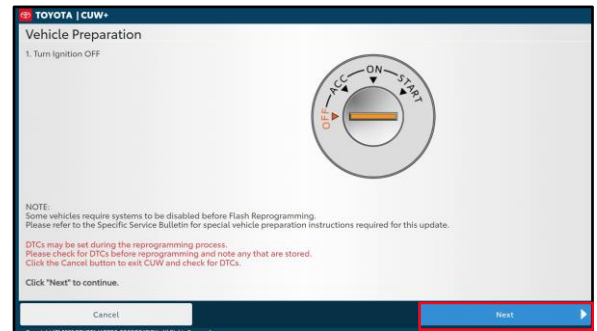 TOYOTA | CUW+
Vehicle Preparation
1. Turn Ignition OFF
OFF ACC ON START
NOTE:
Some vehicles require systems to be disabled before Flash Reprogramming.
Please refer to the Specific Service Bulletin for special vehicle preparation instructions required for this update.
DTCs may be set during the reprogramming process.
Please check for DTCs before reprogramming and note any that are stored.
Click the Cancel button to exit CUW and check for DTCs.
Click "Next" to continue.
Cancel Next